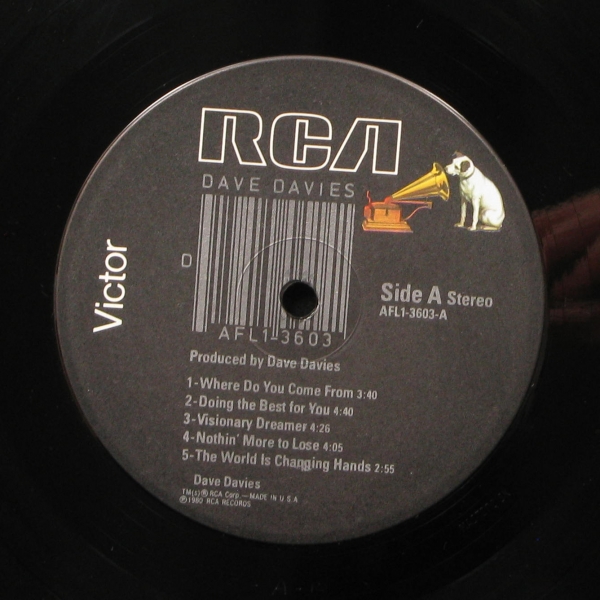 RCA
DAVE DAVIES
D
AFL1-3603
Victor
Side A Stereo
AFL1-3603-A
Produced by Dave Davies
1-Where Do You Come From 3:40
2-Doing the Best for You 4:40
3-Visionary Dreamer 4:26
4-Nothin' More to Lose 4:05
5-The World Is Changing Hands 2:55
Dave Davies
TM(s)® RCA Corp.—MADE IN U.S.A
℗1980 RCA RECORDS